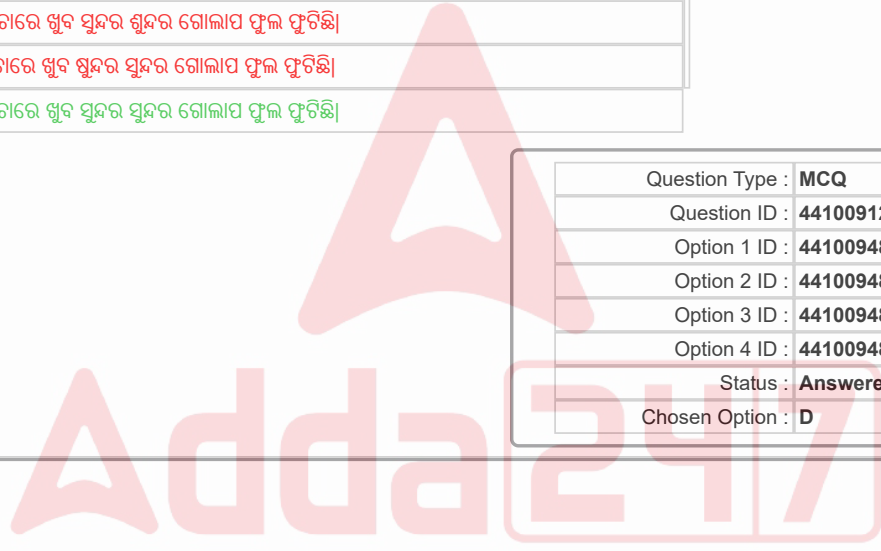 ଖୁବ ସୁନ୍ଦର ଶୁନ୍ଦର ଗୋଲାପ ଫୁଲ ଫୁଟିଛି|
ଖୁବ ଷୁନ୍ଦର ସୁନ୍ଦର ଗୋଲାପ ଫୁଲ ଫୁଟିଛି|
ଖୁବ ସୁନ୍ଦର ସୁନ୍ଦର ଗୋଲାପ ଫୁଲ ଫୁଟିଛି|
Question Type : MCQ
Question ID :
Option 1 ID :
Option 2 ID :
Option 3 ID :
Option 4 ID :
Status :
Chosen Option : D
Adda247